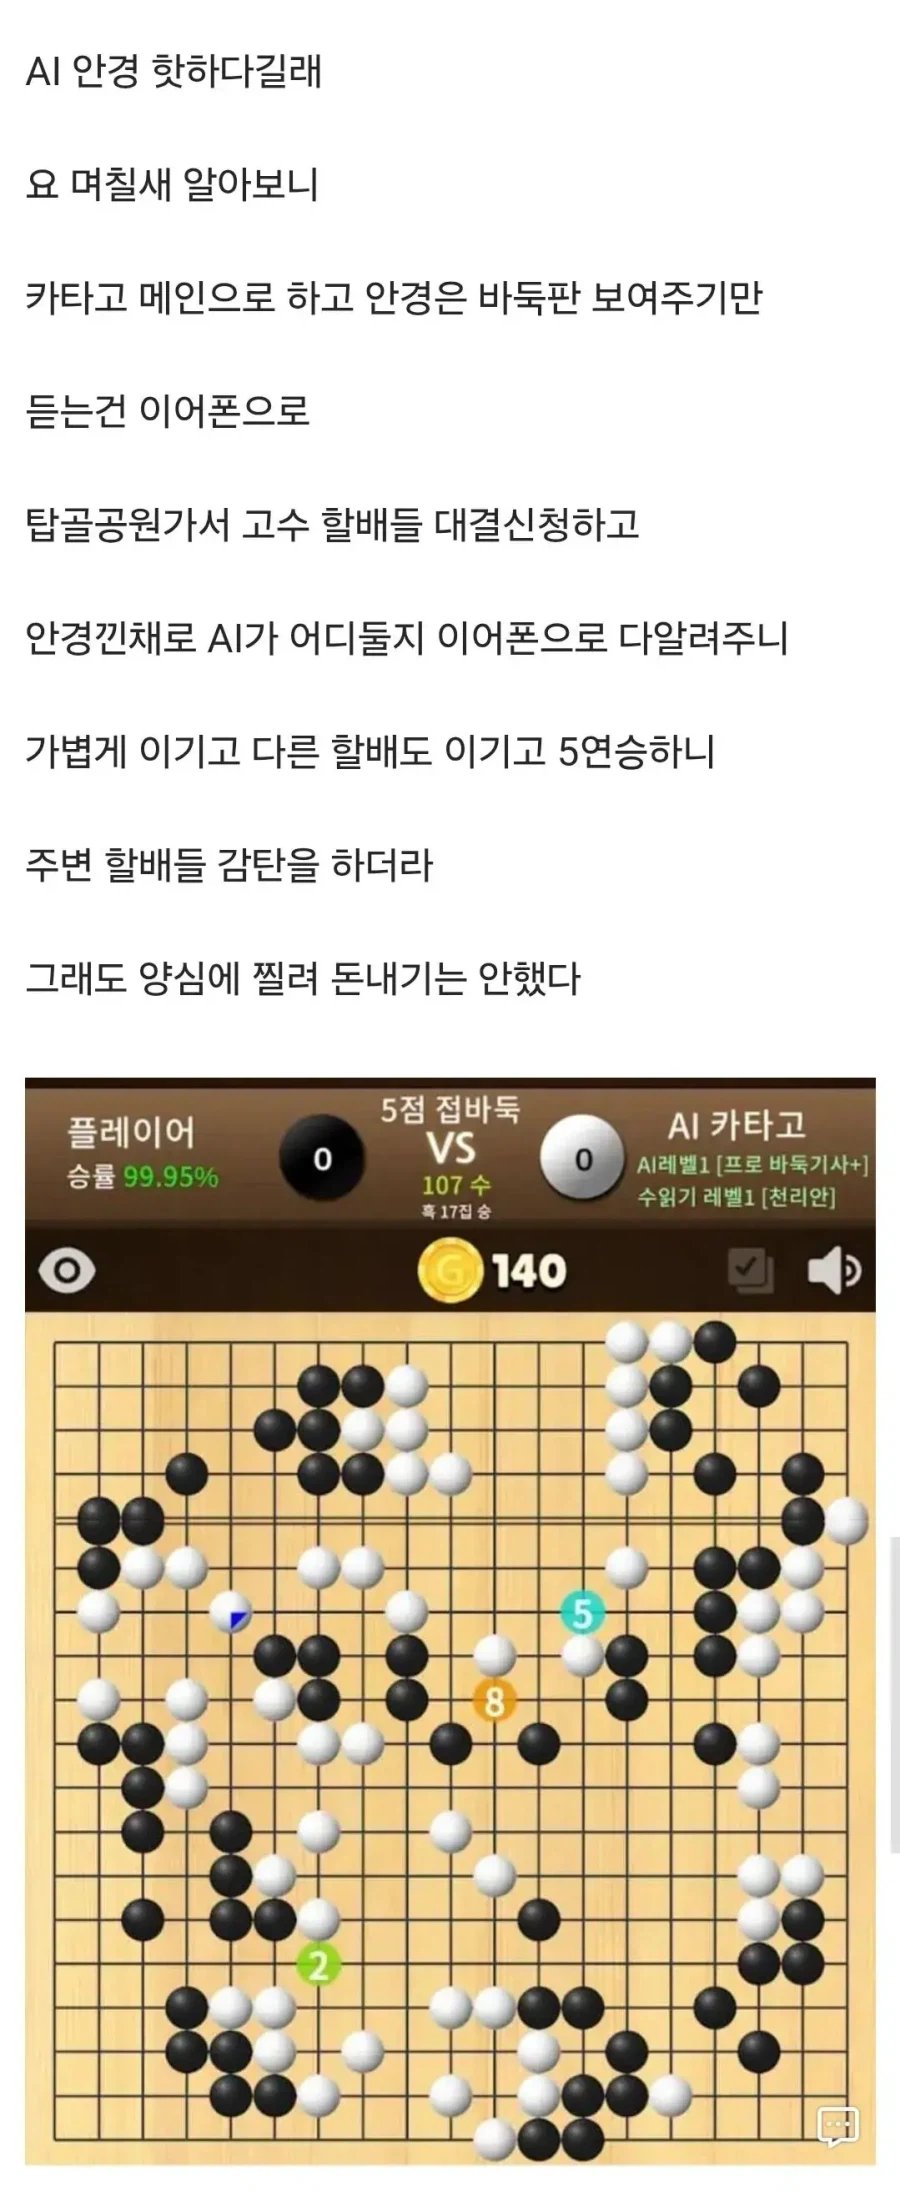 AI 안경 핫하다길래
요 며칠새 알아보니
카타고 메인으로 하고 안경은 바둑판 보여주기만
듣는건 이어폰으로
탑골공원가서 고수 할배들 대결신청하고
안경낀채로 AI가 어디둘지 이어폰으로 다알려주니
가볍게 이기고 다른 할배도 이기고 5연승하니
주변 할배들 감탄을 하더라
그래도 양심에 찔려 돈내기는 안했다
플레이어
승률 99.95%
0
5점 접바둑
VS
107 수
흑 17집 승
0
AI 카타고
AI레벨1 [프로 바둑기사+]
수읽기 레벨1 [천리안]
G 140
5
8
2